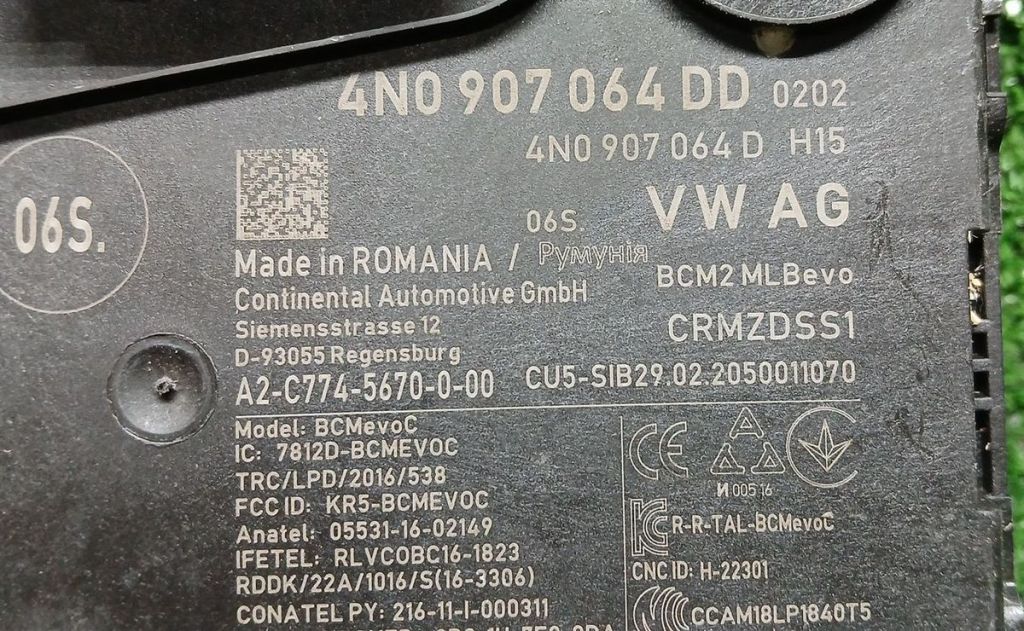 4N0 907 064 DD 0202
4N0 907 064 D H15
06S.
06S. VW AG
Made in ROMANIA / Румунія
BCM2 MLBevo
Continental Automotive GmbH
Siemensstrasse 12
CRMZDSS1
D-93055 Regensburg
A2-C774-5670-0-00
CU5-SIB29.02.2050011070
Model: BCMevoC
IC: 7812D-BCMEVOC
TRC/LPD/2016/538
FCC ID: KR5-BCMEVOC
Anatel: 05531-16-02149
IFETEL: RLVCOBC16-1823
RDDK/22A/1016/S(16-3306)
CONATEL PY: 216-11-I-000311
CE
И 005 16
R-R-TAL-BCMevoC
CNC ID: H-22301
CCAM18LP1840T5